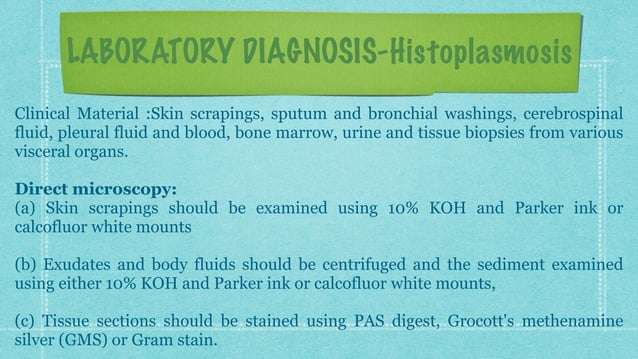 LABORATORY DIAGNOSIS-Histoplasmosis
Clinical Material :Skin scrapings, sputum and bronchial washings, cerebrospinal
fluid, pleural fluid and blood, bone marrow, urine and tissue biopsies from various
visceral organs.
Direct microscopy:
(a) Skin scrapings should be examined using 10% KOH and Parker ink or
calcofluor white mounts
(b) Exudates and body fluids should be centrifuged and the sediment examined
using either 10% KOH and Parker ink or calcofluor white mounts,
(c) Tissue sections should be stained using PAS digest, Grocott's methenamine
silver (GMS) or Gram stain.